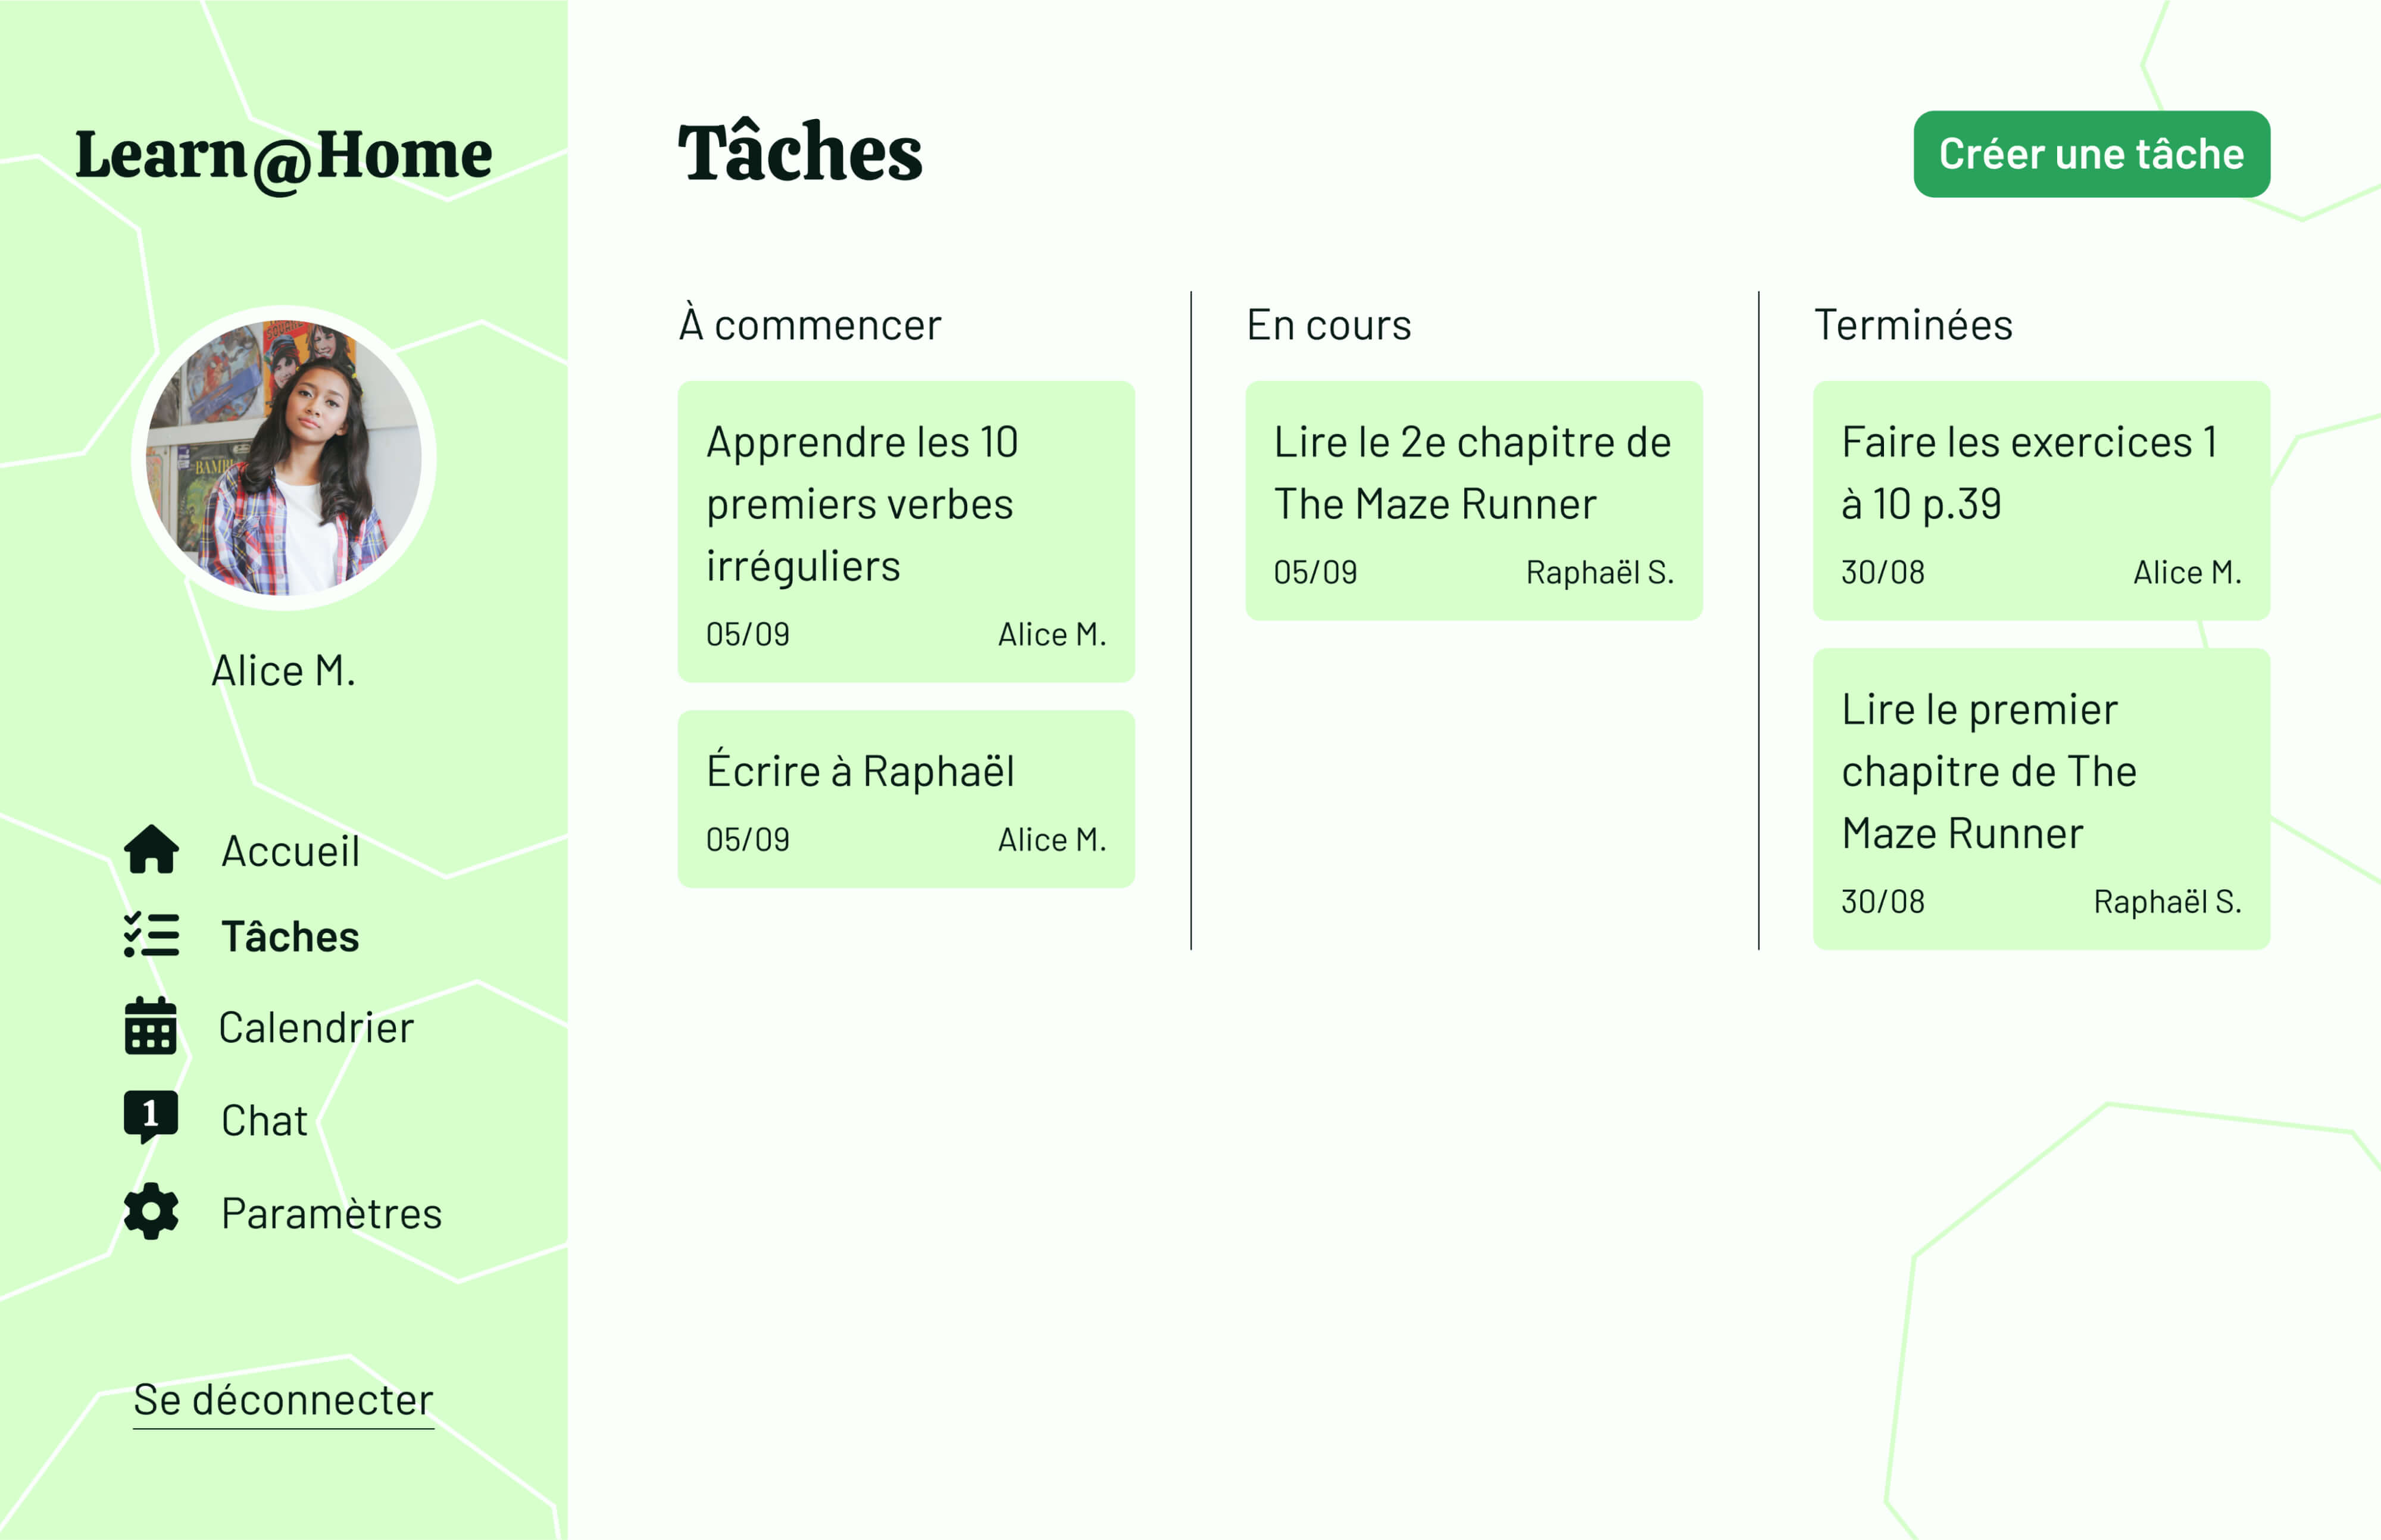 Learn@Home
SQUARE
BAMBI
Alice M.
Accueil
Tâches
Calendrier
1
Chat
Paramètres
Se déconnecter
Tâches
Créer une tâche
À commencer
Apprendre les 10
premiers verbes
irréguliers
05/09
Alice M.
Écrire à Raphaël
05/09
Alice M.
En cours
Lire le 2e chapitre de
The Maze Runner
05/09
Raphaël S.
Terminées
Faire les exercices 1
à 10 p.39
30/08
Alice M.
Lire le premier
chapitre de The
Maze Runner
30/08
Raphaël S.